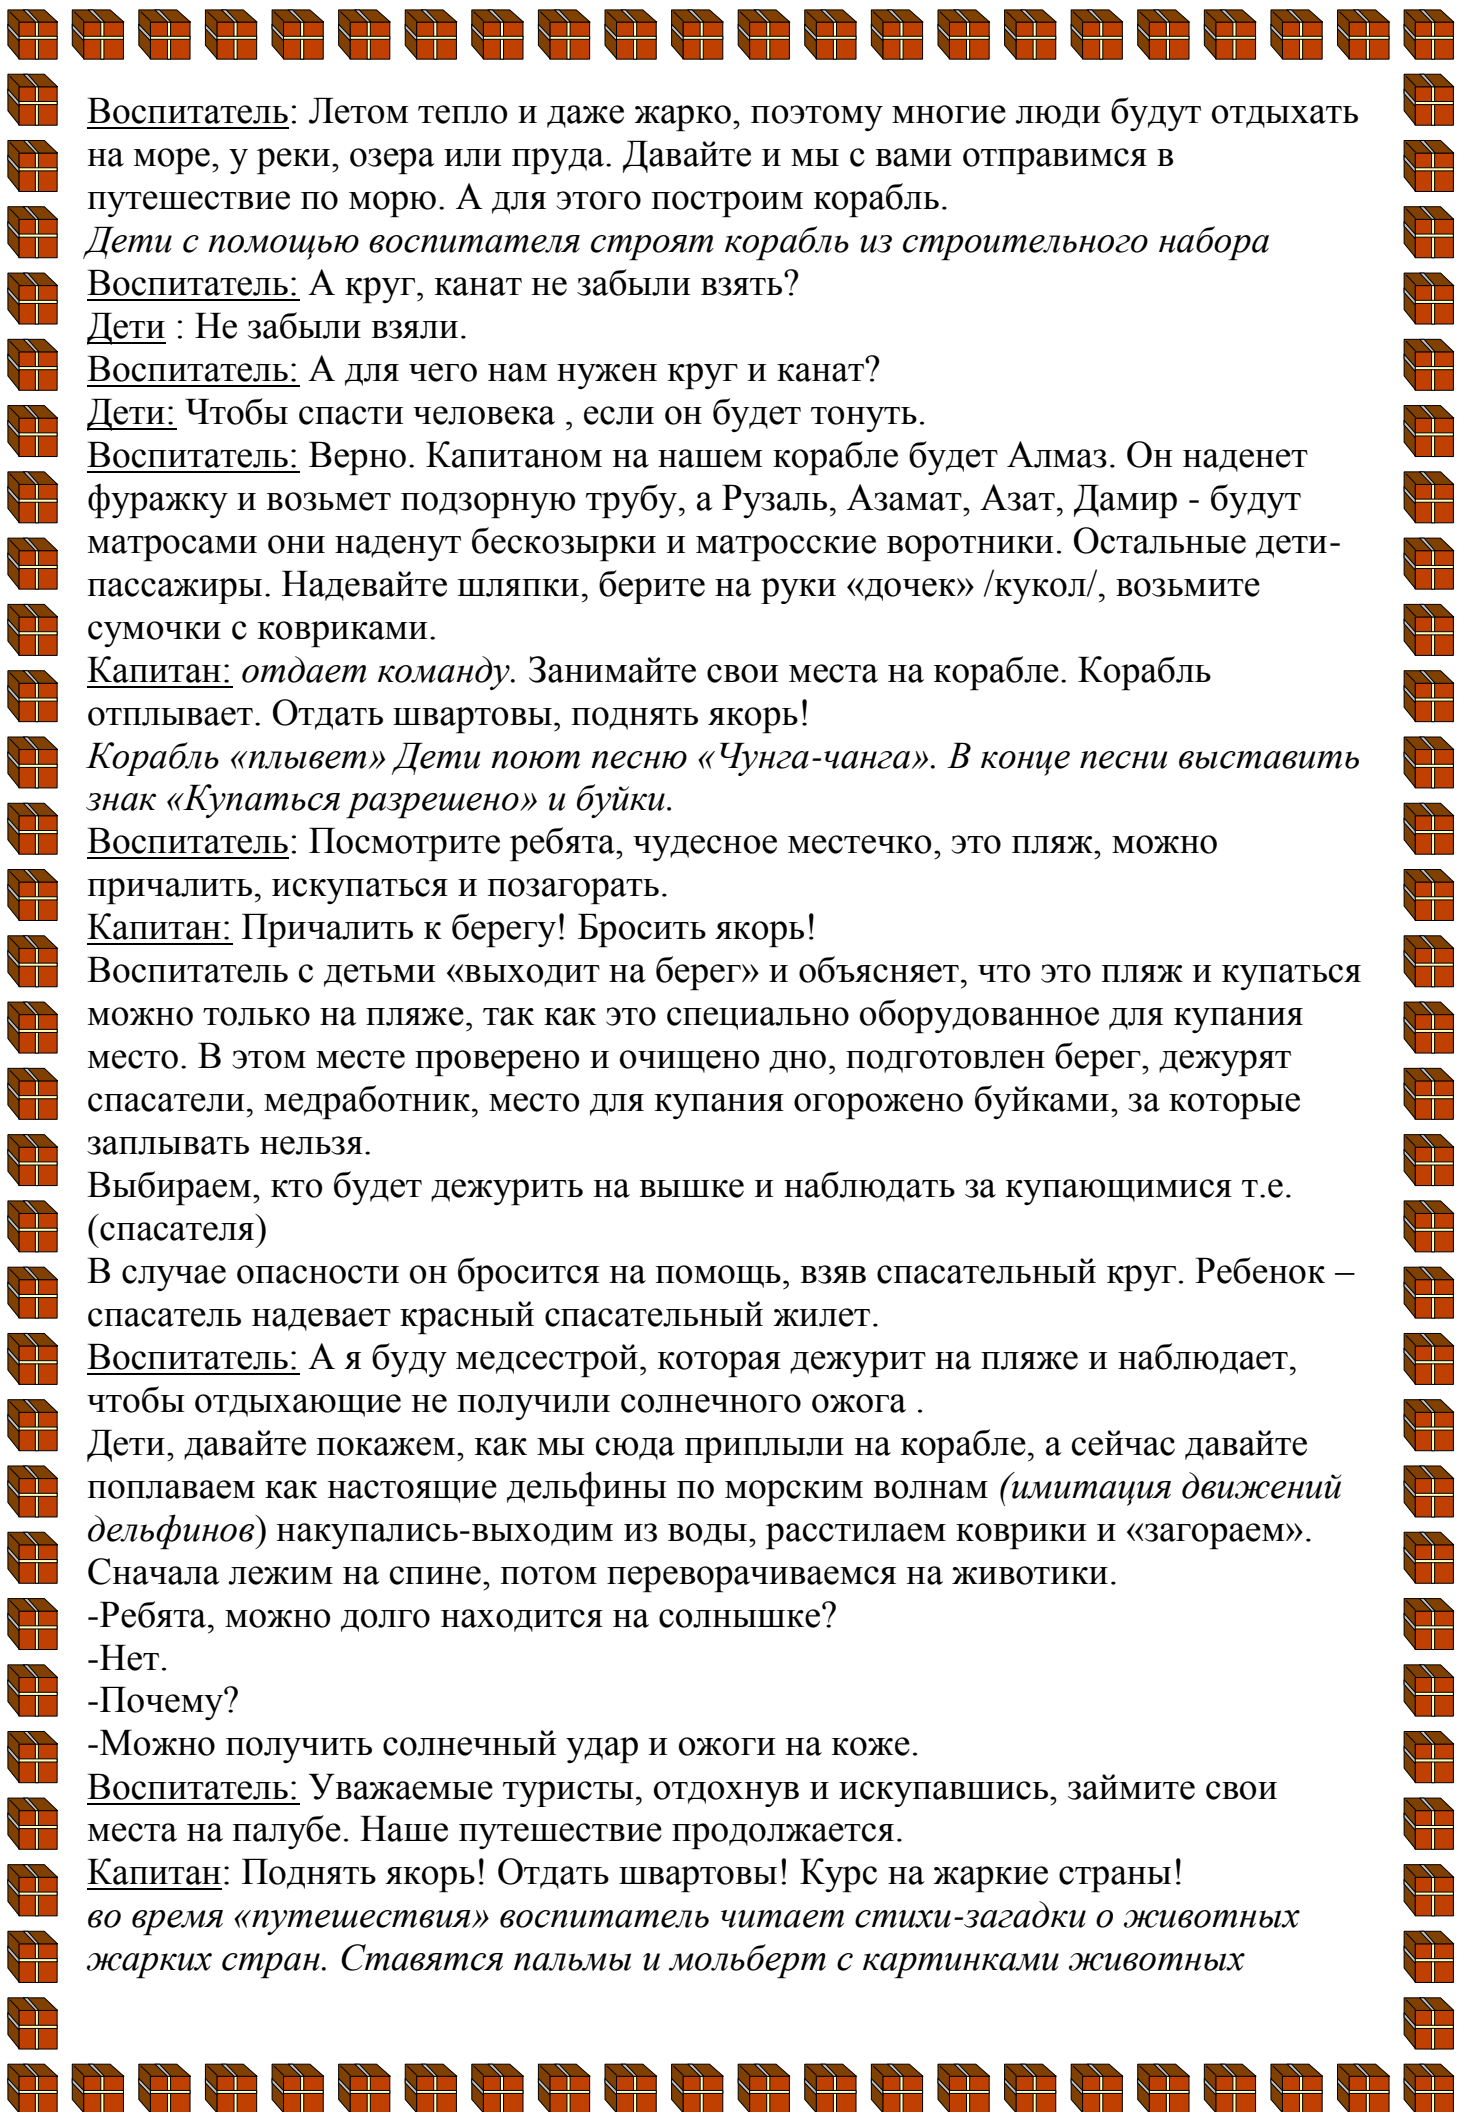 Воспитатель: Летом тепло и даже жарко, поэтому многие люди будут отдыхать
на море, у реки, озера или пруда. Давайте и мы с вами отправимся в
путешествие по морю. А для этого построим корабль.
Дети с помощью воспитателя строят корабль из строительного набора
Воспитатель: А круг, канат не забыли взять?
Дети : Не забыли взяли.
Воспитатель: А для чего нам нужен круг и канат?
Дети: Чтобы спасти человека , если он будет тонуть.
Воспитатель: Верно. Капитаном на нашем корабле будет Алмаз. Он наденет
фуражку и возьмет подзорную трубу, а Рузаль, Азамат, Азат, Дамир - будут
матросами они наденут бескозырки и матросские воротники. Остальные дети-
пассажиры. Надевайте шляпки, берите на руки «дочек» /кукол/, возьмите
сумочки с ковриками.
Капитан: отдает команду. Занимайте свои места на корабле. Корабль
отплывает. Отдать швартовы, поднять якорь!
Корабль «плывет» Дети поют песню «Чунга-чанга». В конце песни выставить
знак «Купаться разрешено» и буйки.
Воспитатель: Посмотрите ребята, чудесное местечко, это пляж, можно
причалить, искупаться и позагорать.
Капитан: Причалить к берегу! Бросить якорь!
Воспитатель с детьми «выходит на берег» и объясняет, что это пляж и купаться
можно только на пляже, так как это специально оборудованное для купания
место. В этом месте проверено и очищено дно, подготовлен берег, дежурят
спасатели, медработник, место для купания огорожено буйками, за которые
заплывать нельзя.
Выбираем, кто будет дежурить на вышке и наблюдать за купающимися т.е.
(спасателя)
В случае опасности он бросится на помощь, взяв спасательный круг. Ребенок –
спасатель надевает красный спасательный жилет.
Воспитатель: А я буду медсестрой, которая дежурит на пляже и наблюдает,
чтобы отдыхающие не получили солнечного ожога .
Дети, давайте покажем, как мы сюда приплыли на корабле, а сейчас давайте
поплаваем как настоящие дельфины по морским волнам (имитация движений
дельфинов) накупались-выходим из воды, расстилаем коврики и «загораем».
Сначала лежим на спине, потом переворачиваемся на животики.
-Ребята, можно долго находится на солнышке?
-Нет.
-Почему?
-Можно получить солнечный удар и ожоги на коже.
Воспитатель: Уважаемые туристы, отдохнув и искупавшись, займите свои
места на палубе. Наше путешествие продолжается.
Капитан: Поднять якорь! Отдать швартовы! Курс на жаркие страны!
во время «путешествия» воспитатель читает стихи-загадки о животных
жарких стран. Ставятся пальмы и мольберт с картинками животных